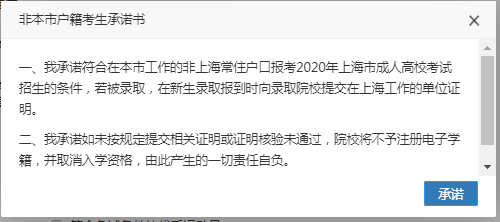 非本市户籍考生承诺书
一、我承诺符合在本市工作的非上海常住户口报考2020年上海市成人高校考试
招生的条件，若被录取，在新生录取报到时向录取院校提交在上海工作的单位证
明。
二、我承诺如未按规定提交相关证明或证明核验未通过，院校将不予注册电子学
籍，并取消入学资格，由此产生的一切责任自负。
承诺